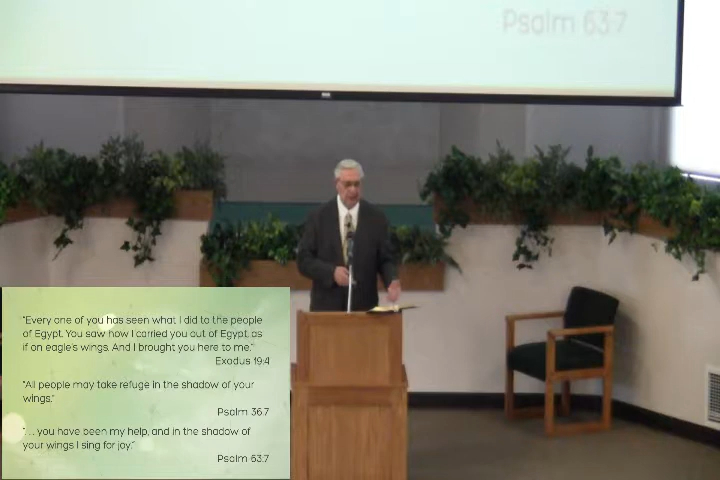 Psalm 63:7
"Every one of you has seen what I did to the people
of Egypt. You saw how I carried you out of Egypt, as
if on eagle's wings. And I brought you here to me."
Exodus 19:4
"All people may take refuge in the shadow of your
wings."
Psalm 36:7
". . . you have been my help, and in the shadow of
your wings I sing for joy."
Psalm 63:7